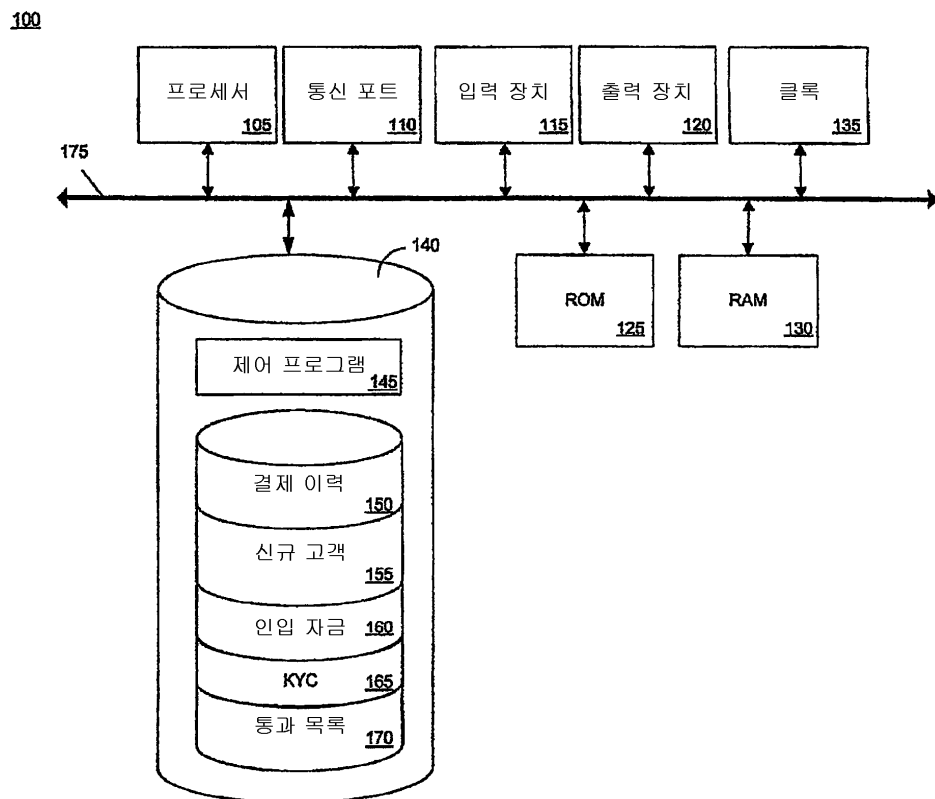 100
프로세서
105
통신 포트
110
입력 장치
115
출력 장치
120
클록
135
175
140
ROM
125
RAM
130
제어 프로그램
145
결제 이력
150
신규 고객
155
인입 자금
160
KYC
165
통과 목록
170